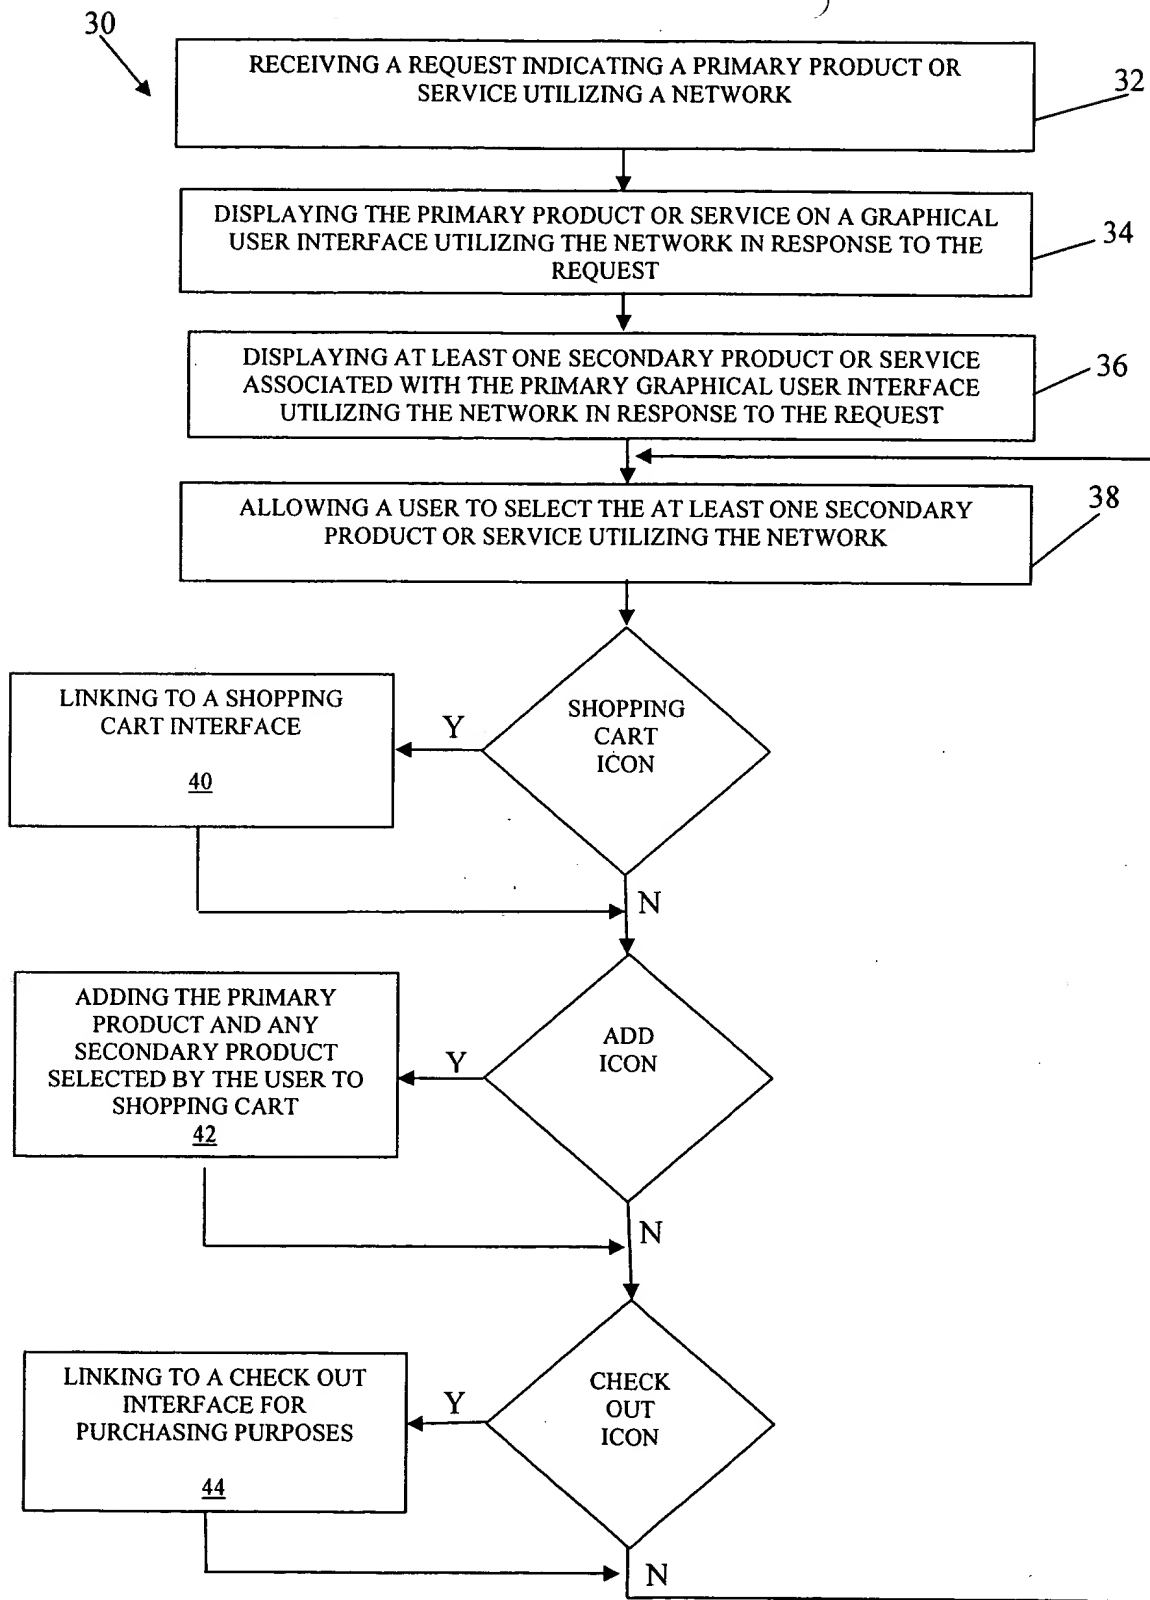 30
RECEIVING A REQUEST INDICATING A PRIMARY PRODUCT OR
SERVICE UTILIZING A NETWORK
32
DISPLAYING THE PRIMARY PRODUCT OR SERVICE ON A GRAPHICAL
USER INTERFACE UTILIZING THE NETWORK IN RESPONSE TO THE
REQUEST
34
DISPLAYING AT LEAST ONE SECONDARY PRODUCT OR SERVICE
ASSOCIATED WITH THE PRIMARY GRAPHICAL USER INTERFACE
UTILIZING THE NETWORK IN RESPONSE TO THE REQUEST
36
ALLOWING A USER TO SELECT THE AT LEAST ONE SECONDARY
PRODUCT OR SERVICE UTILIZING THE NETWORK
38
SHOPPING
CART
ICON
Y
LINKING TO A SHOPPING
CART INTERFACE
40
N
ADD
ICON
Y
ADDING THE PRIMARY
PRODUCT AND ANY
SECONDARY PRODUCT
SELECTED BY THE USER TO
SHOPPING CART
42
N
CHECK
OUT
ICON
Y
LINKING TO A CHECK OUT
INTERFACE FOR
PURCHASING PURPOSES
44
N